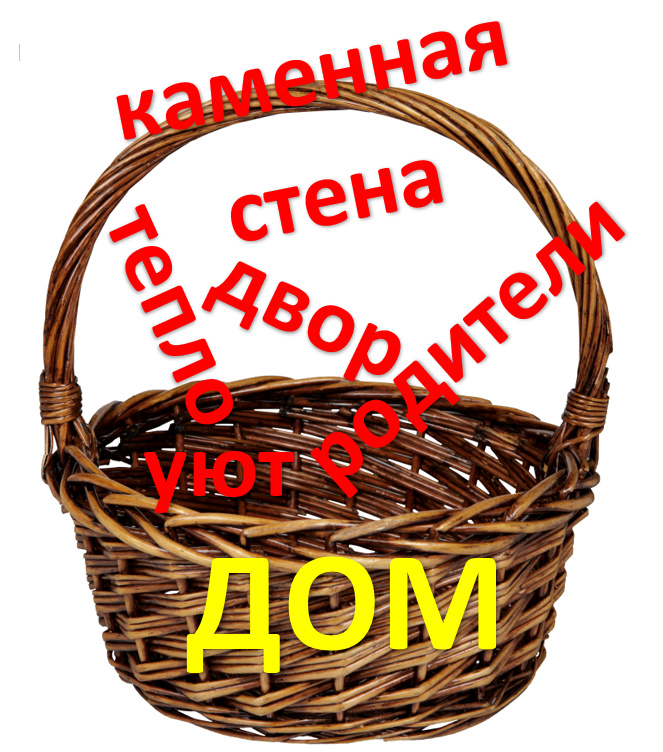 каменная
стена
тепло
двор
родители
уют
ДОМ